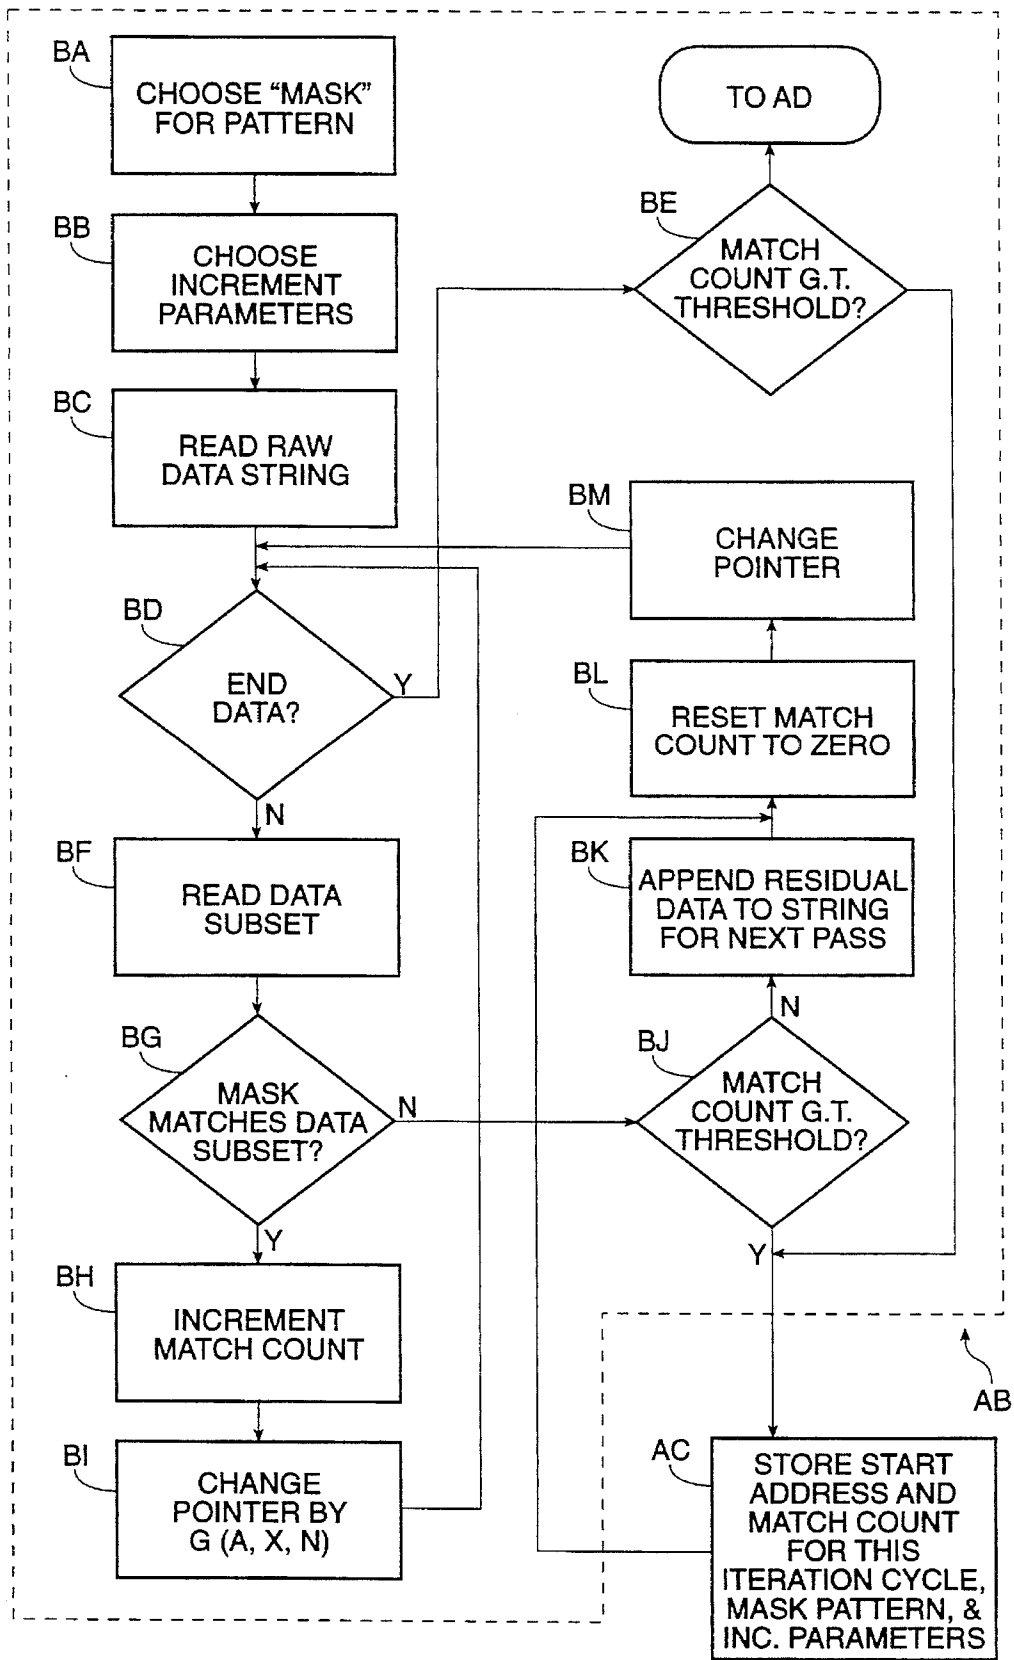 BA
CHOOSE “MASK”
FOR PATTERN
BB
CHOOSE
INCREMENT
PARAMETERS
BC
READ RAW
DATA STRING
BD
END
DATA?
Y
N
BF
READ DATA
SUBSET
BG
MASK
MATCHES DATA
SUBSET?
N
Y
BH
INCREMENT
MATCH COUNT
BI
CHANGE
POINTER BY
G (A, X, N)
TO AD
BE
MATCH
COUNT G.T.
THRESHOLD?
BM
CHANGE
POINTER
BL
RESET MATCH
COUNT TO ZERO
BK
APPEND RESIDUAL
DATA TO STRING
FOR NEXT PASS
N
BJ
MATCH
COUNT G.T.
THRESHOLD?
Y
AB
AC
STORE START
ADDRESS AND
MATCH COUNT
FOR THIS
ITERATION CYCLE,
MASK PATTERN, &
INC. PARAMETERS